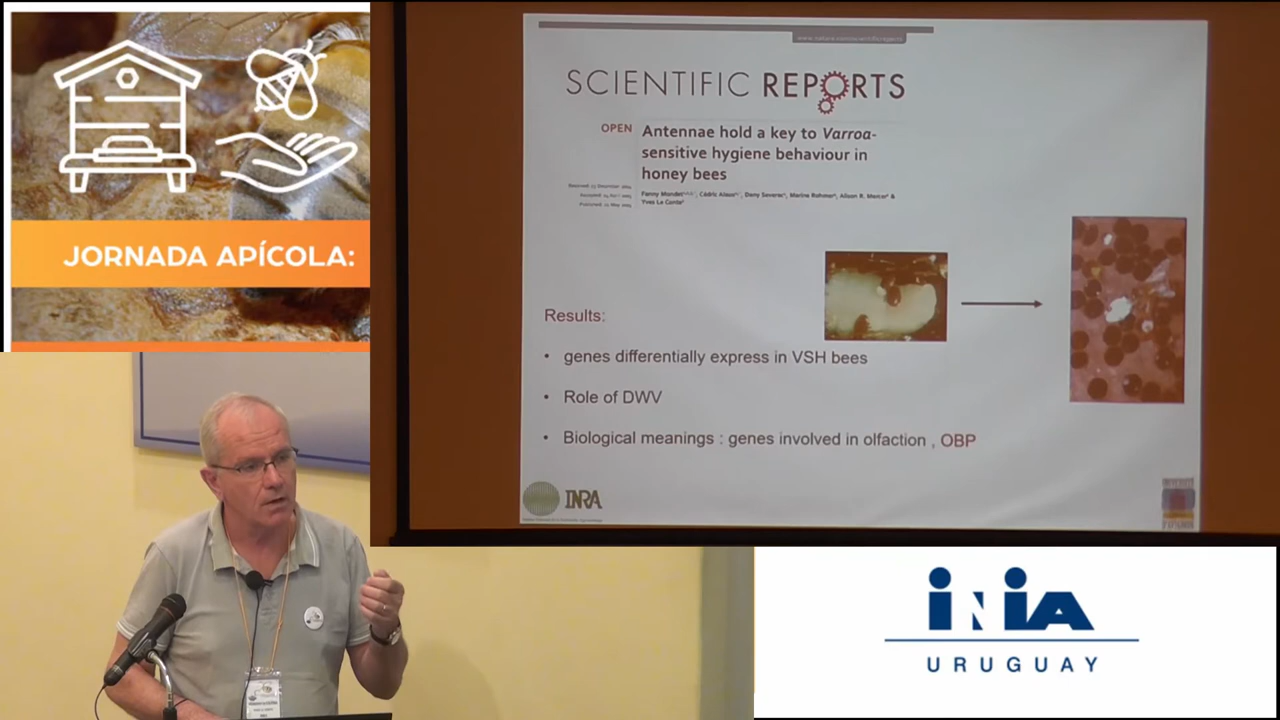 JORNADA APÍCOLA:
SCIENTIFIC REPORTS
OPEN
Antennae hold a key to Varroa-
sensitive hygiene behaviour in
honey bees
Results:
• genes differentially express in VSH bees
• Role of DWV
• Biological meanings : genes involved in olfaction , OBP
INRA
iNiA
URUGUAY